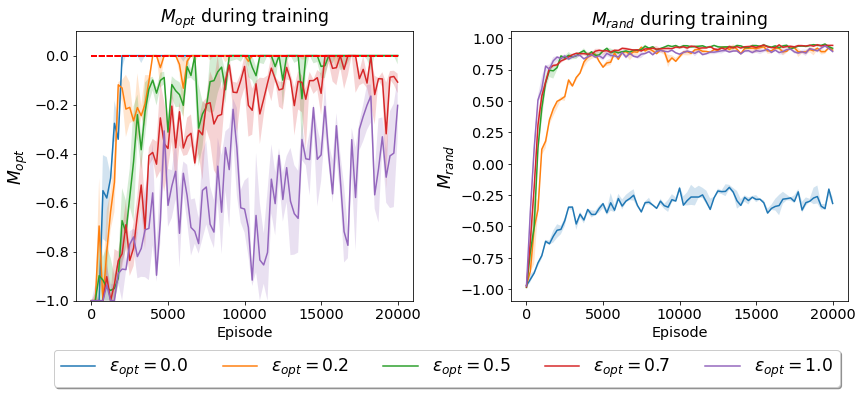 M_opt during training
M_opt
0.0
−0.2
−0.4
−0.6
−0.8
−1.0
0 5000 10000 15000 20000
Episode
M_rand during training
M_rand
1.00
0.75
0.50
0.25
0.00
−0.25
−0.50
−0.75
−1.00
0 5000 10000 15000 20000
Episode
ε_opt = 0.0 ε_opt = 0.2 ε_opt = 0.5 ε_opt = 0.7 ε_opt = 1.0